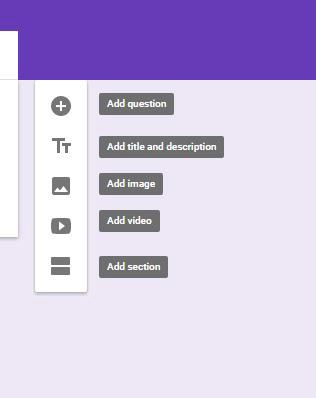 Add question
Add title and description
Add image
Add video
Add section